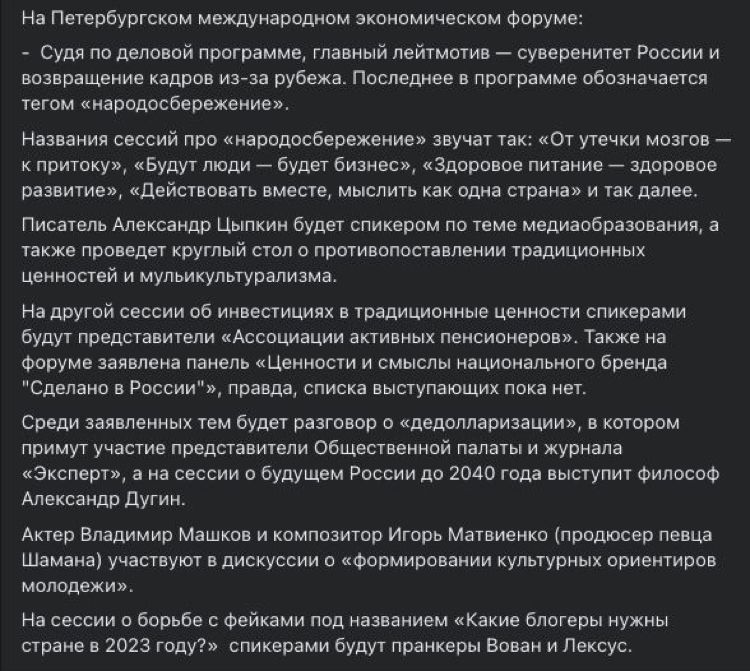 На Петербургском международном экономическом форуме:
- Судя по деловой программе, главный лейтмотив — суверенитет России и
возвращение кадров из-за рубежа. Последнее в программе обозначается
тегом «народосбережение».
Названия сессий про «народосбережение» звучат так: «От утечки мозгов —
к притоку», «Будут люди — будет бизнес», «Здоровое питание — здоровое
развитие», «Действовать вместе, мыслить как одна страна» и так далее.
Писатель Александр Цыпкин будет спикером по теме медиаобразования, а
также проведет круглый стол о противопоставлении традиционных
ценностей и мульикультурализма.
На другой сессии об инвестициях в традиционные ценности спикерами
будут представители «Ассоциации активных пенсионеров». Также на
форуме заявлена панель «Ценности и смыслы национального бренда
"Сделано в России"», правда, списка выступающих пока нет.
Среди заявленных тем будет разговор о «дедолларизации», в котором
примут участие представители Общественной палаты и журнала
«Эксперт», а на сессии о будущем России до 2040 года выступит философ
Александр Дугин.
Актер Владимир Машков и композитор Игорь Матвиенко (продюсер певца
Шамана) участвуют в дискуссии о «формировании культурных ориентиров
молодежи».
На сессии о борьбе с фейками под названием «Какие блогеры нужны
стране в 2023 году?» спикерами будут пранкеры Вован и Лексус.